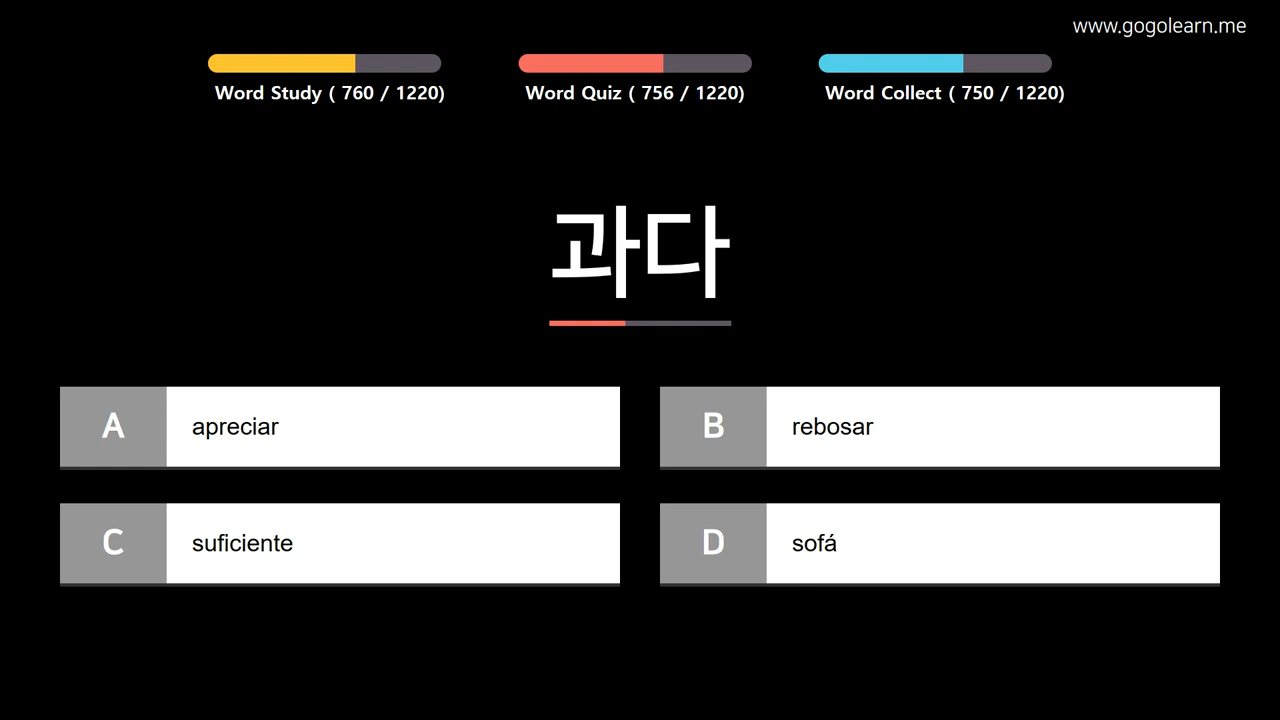 www.gogolearn.me
Word Study ( 760 / 1220)
Word Quiz ( 756 / 1220)
Word Collect ( 750 / 1220)
과다
A apreciar
B rebosar
C suficiente
D sofá